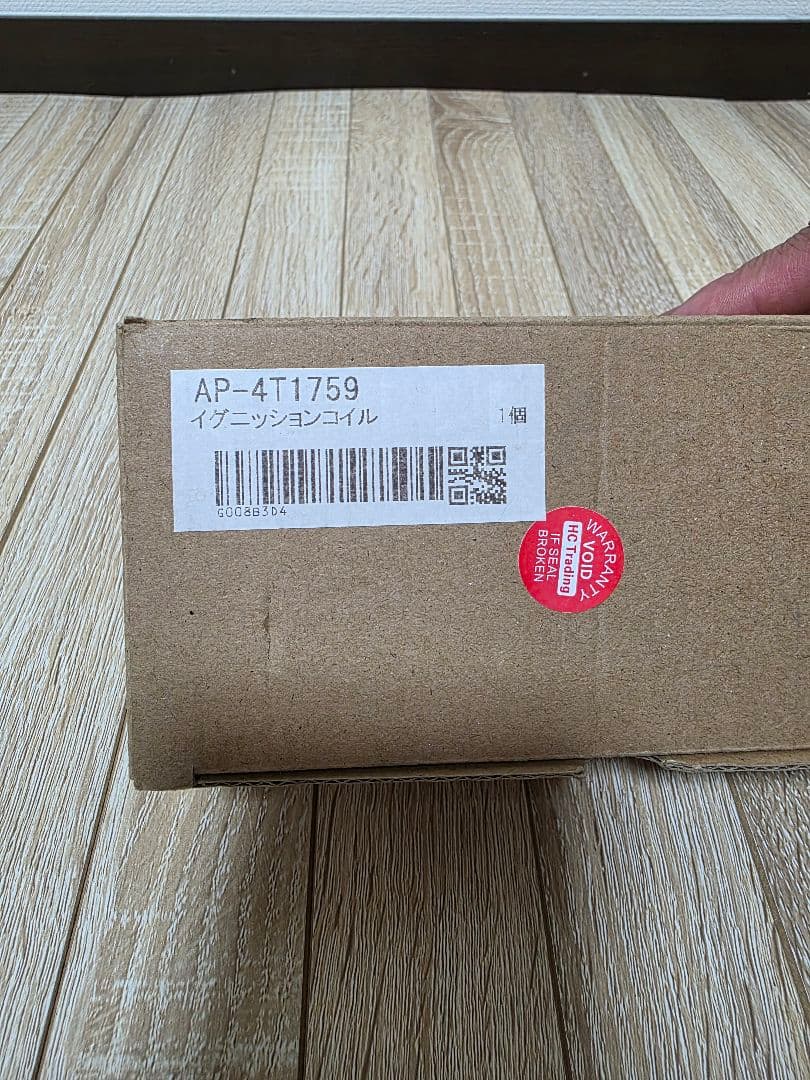 AP-4T1759
イグニッションコイル 1個
G008B3D4
WARRANTY
VOID
HC Trading
IF SEAL
BROKEN